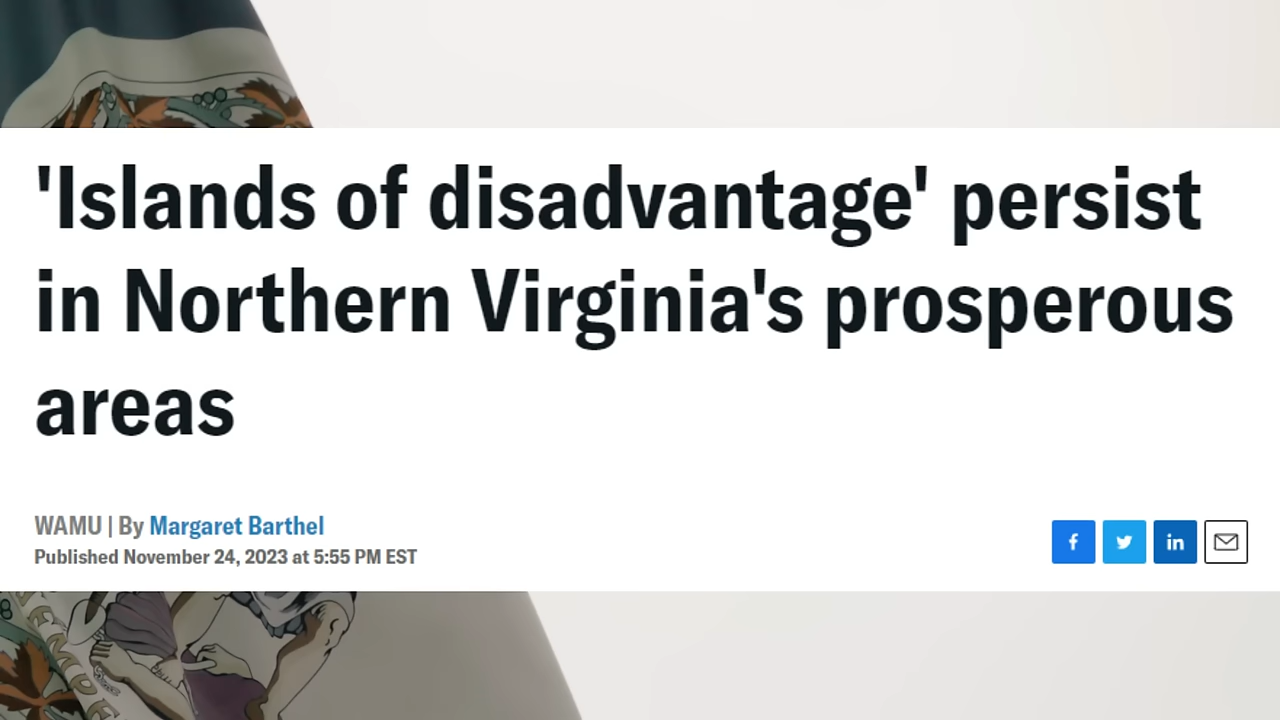 'Islands of disadvantage' persist
in Northern Virginia's prosperous
areas
WAMU | By Margaret Barthel
Published November 24, 2023 at 5:55 PM EST